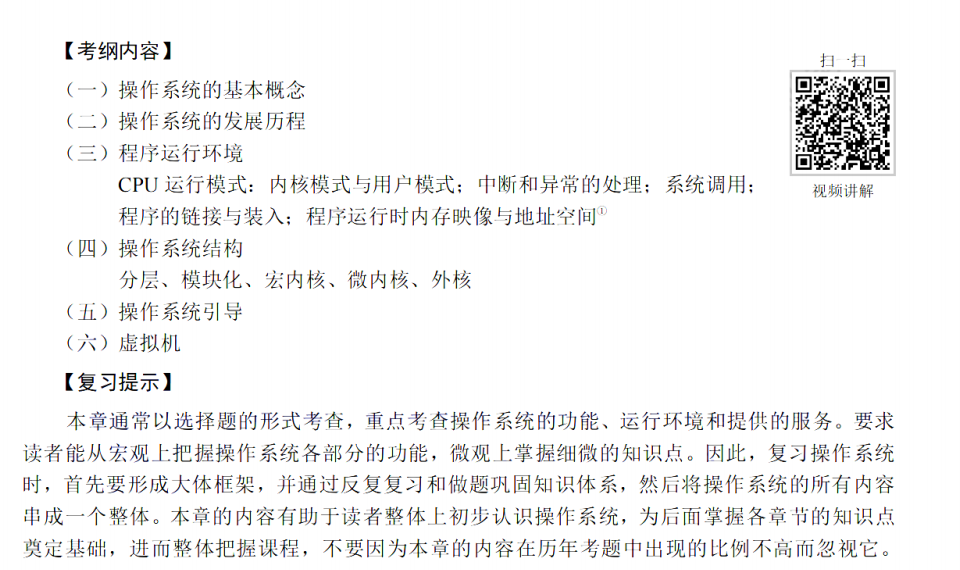 【考纲内容】
扫一扫
（一）操作系统的基本概念
（二）操作系统的发展历程
（三）程序运行环境
CPU 运行模式：内核模式与用户模式；中断和异常的处理；系统调用；
视频讲解
程序的链接与装入；程序运行时内存映像与地址空间①
（四）操作系统结构
分层、模块化、宏内核、微内核、外核
（五）操作系统引导
（六）虚拟机
【复习提示】
本章通常以选择题的形式考查，重点考查操作系统的功能、运行环境和提供的服务。要求
读者能从宏观上把握操作系统各部分的功能，微观上掌握细微的知识点。因此，复习操作系统
时，首先要形成大体框架，并通过反复复习和做题巩固知识体系，然后将操作系统的所有内容
串成一个整体。本章的内容有助于读者整体上初步认识操作系统，为后面掌握各章节的知识点
奠定基础，进而整体把握课程，不要因为本章的内容在历年考题中出现的比例不高而忽视它。